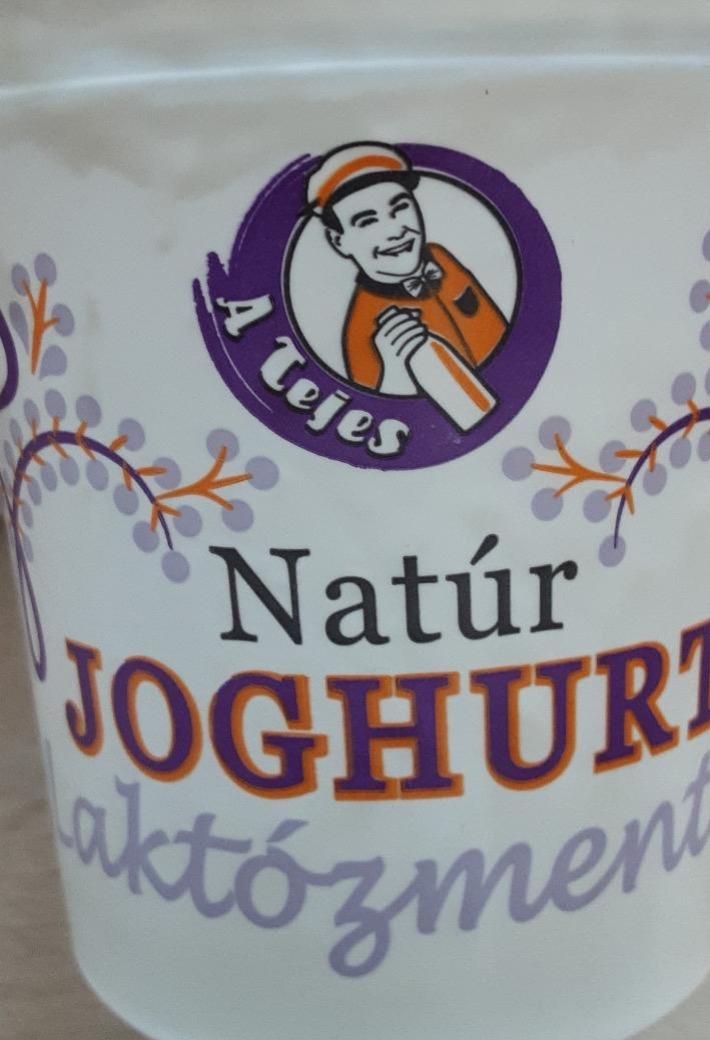 A Tejes
Natúr
JOGHURT
Laktózment